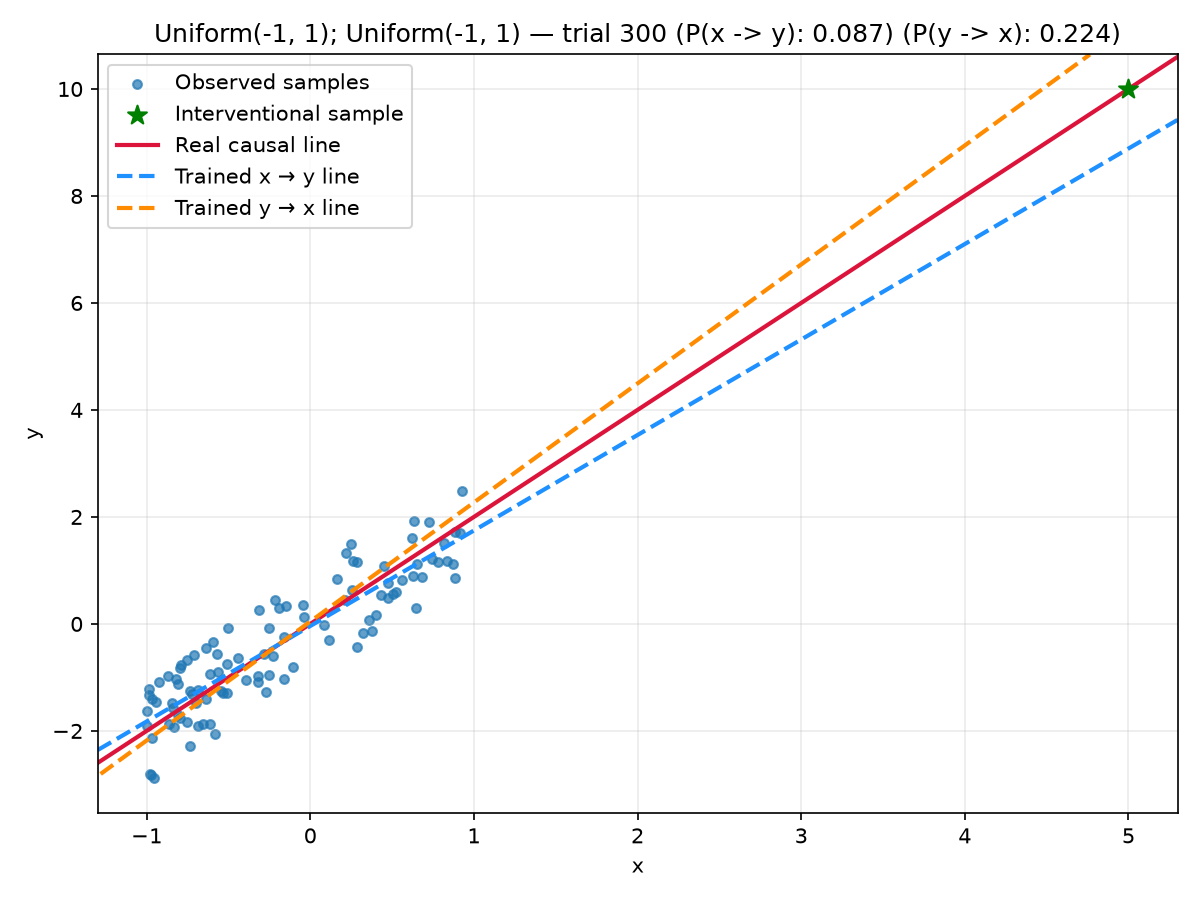 Uniform(-1, 1); Uniform(-1, 1) — trial 300 (P(x -> y): 0.087) (P(y -> x): 0.224)
Observed samples
Interventional sample
Real causal line
Trained x → y line
Trained y → x line
10
8
6
4
2
0
−2
y
−1 0 1 2 3 4 5
x